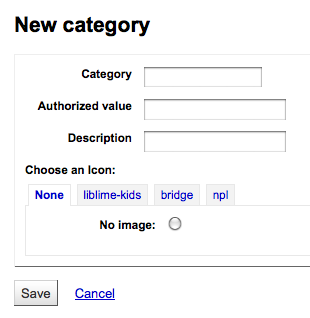 New category
Category
Authorized value
Description
Choose an Icon:
None liblime-kids bridge npl
No image:
Save Cancel